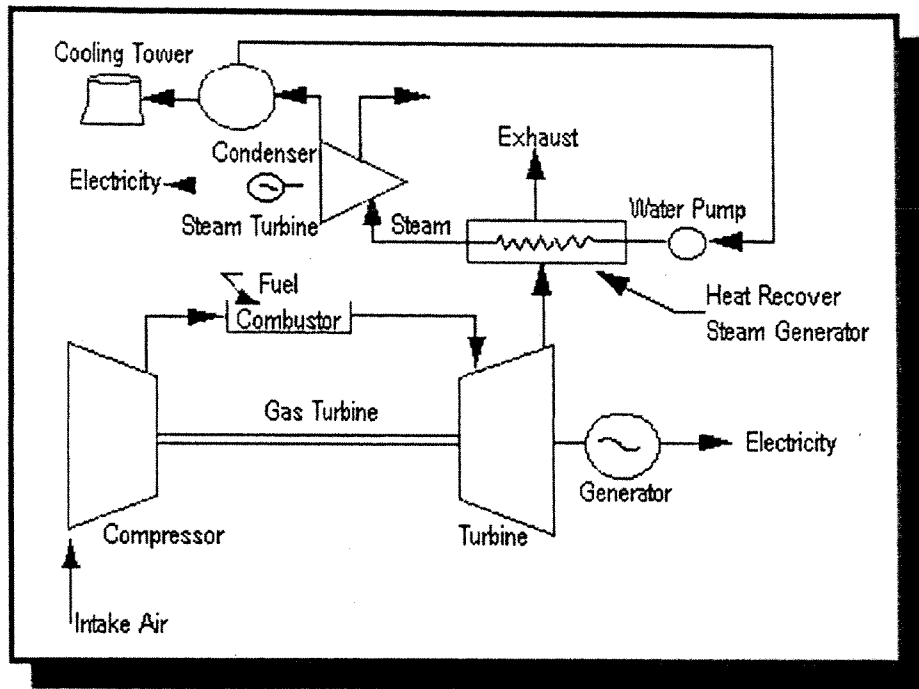 Cooling Tower
Exhaust
Condenser
Electricity
Water Pump
Steam Turbine
Steam
Fuel
Combustor
Heat Recover
Steam Generator
Gas Turbine
Electricity
Generator
Compressor
Turbine
Intake Air